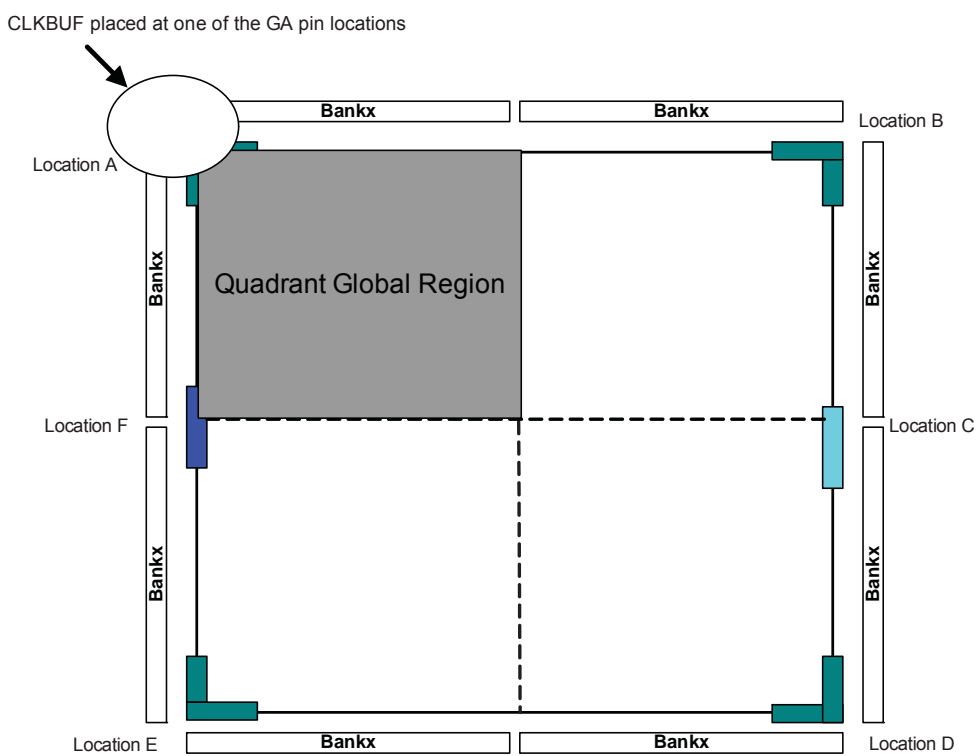 CLKBUF placed at one of the GA pin locations
Bankx
Bankx
Location B
Location A
Bankx
Bankx
Quadrant Global Region
Location F
Location C
Bankx
Bankx
Location E
Bankx
Bankx
Location D